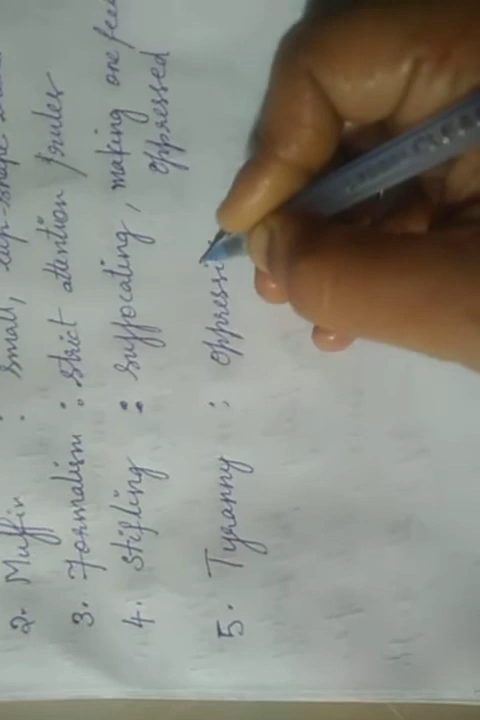 2. Muffin : small, cup-shape
3. Formalism : strict attention / rules
4. Stifling : suffocating, making one feel
oppressed
5. Tyranny : oppressi